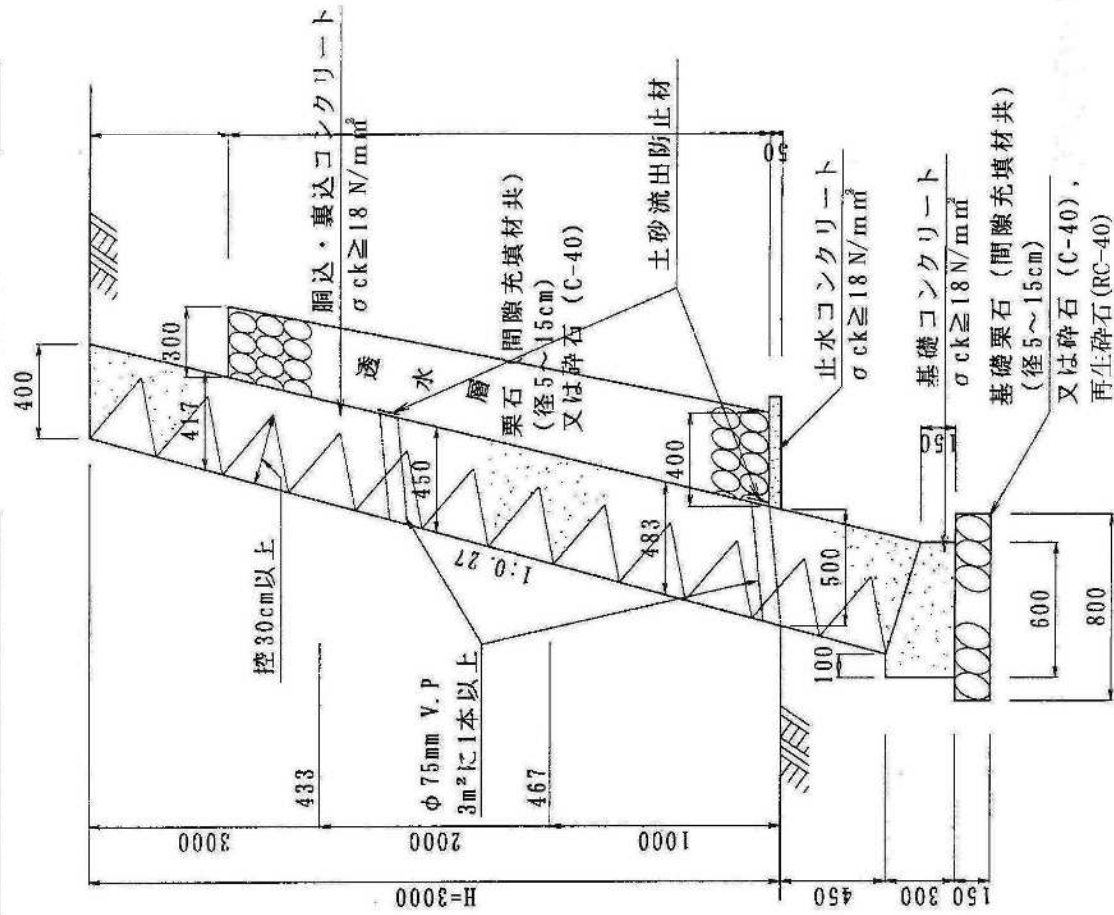 400
300
417
胴込・裏込コンクリート
σck≧18 N/mm²
控30cm以上
透水層
栗石 (間隙充填材共)
(径5～15cm)
又は砕石 (C-40)
土砂流出防止材
450
400
483
1:0.27
φ75mm V.P
3m²に1本以上
433
467
3000
2000
1000
H=3000
50
止水コンクリート
σck≧18N/mm²
500
100
450
300
150
基礎コンクリート
σck≧18N/mm²
150
基礎栗石 (間隙充填材共)
(径5～15cm)
又は砕石 (C-40),
再生砕石(RC-40)
600
800